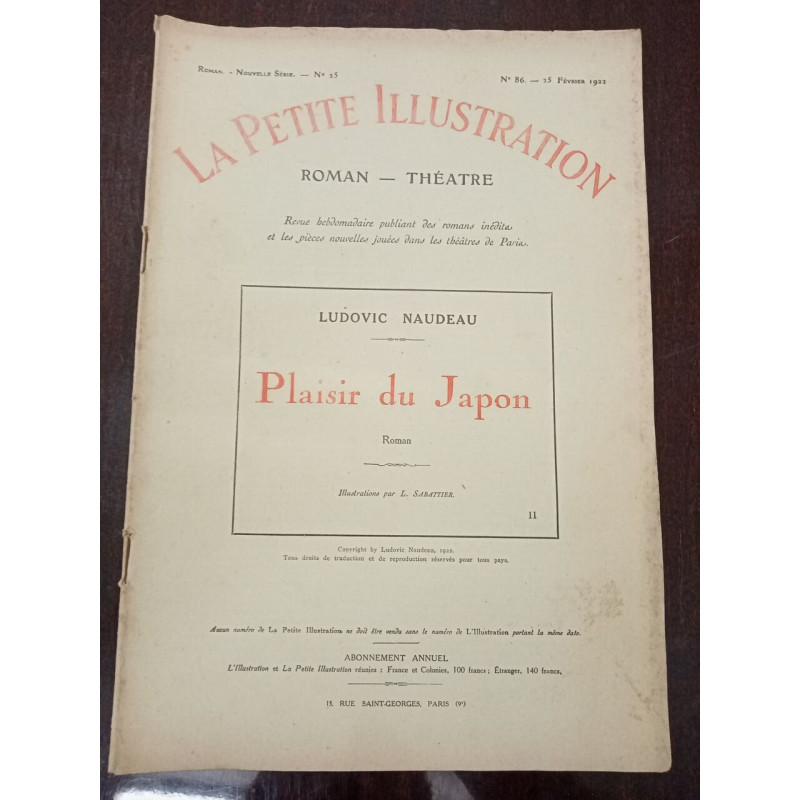 Roman. - Nouvelle Série. — N° 25
N° 86. — 25 Février 1922
LA PETITE ILLUSTRATION
ROMAN — THÉATRE
Revue hebdomadaire publiant des romans inédits
et les pièces nouvelles jouées dans les théâtres de Paris.
LUDOVIC NAUDEAU
Plaisir du Japon
Roman
Illustrations par L. SABATTIER.
II
Copyright by Ludovic Naudeau, 1922.
Tous droits de traduction et de reproduction réservés pour tous pays.
Aucun numéro de La Petite Illustration ne doit être vendu sans le numéro de L'Illustration portant la même date.
ABONNEMENT ANNUEL
L'Illustration et La Petite Illustration réunies : France et Colonies, 100 francs ; Étranger, 140 francs.
13, RUE SAINT-GEORGES, PARIS (9e)